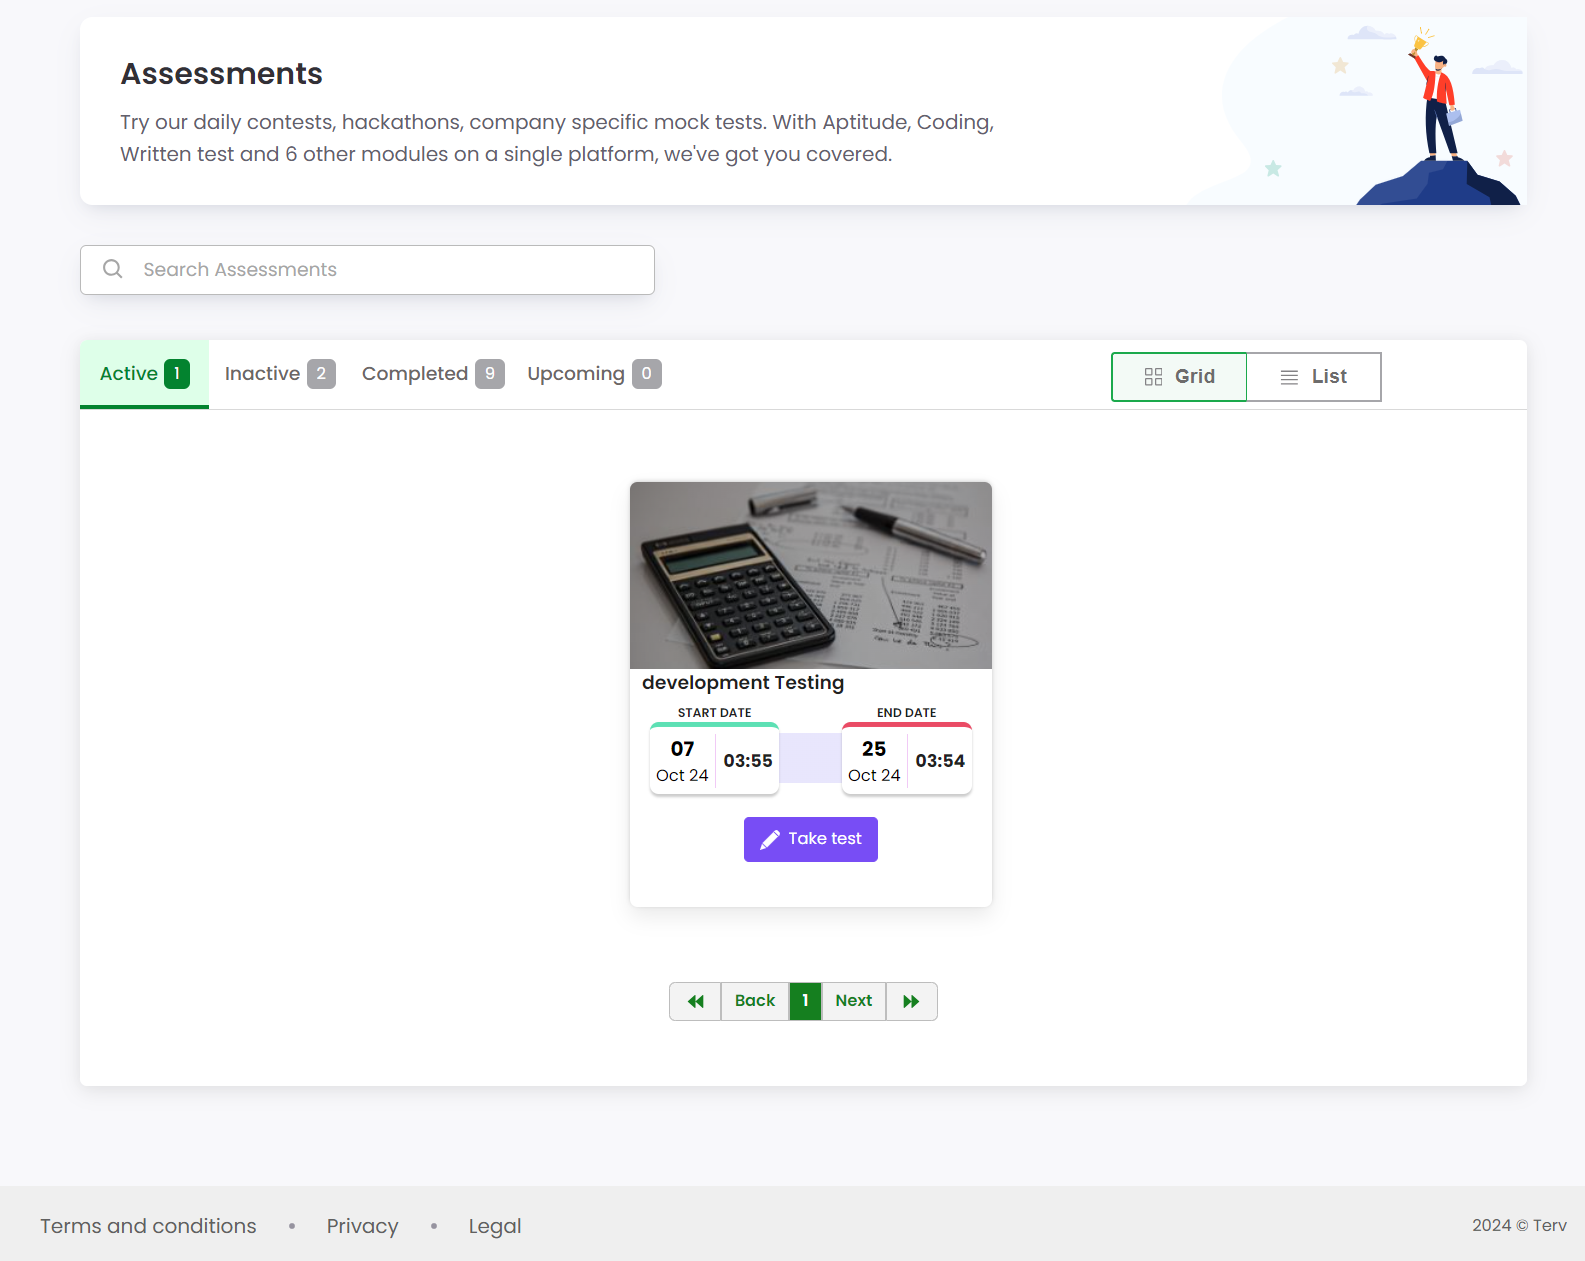 Assessments
Try our daily contests, hackathons, company specific mock tests. With Aptitude, Coding,
Written test and 6 other modules on a single platform, we've got you covered.
Search Assessments
Active 1 Inactive 2 Completed 9 Upcoming 0 Grid List
development Testing
START DATE END DATE
07 03:55 25 03:54
Oct 24 Oct 24
Take test
Back 1 Next
Terms and conditions • Privacy • Legal 2024 © Terv